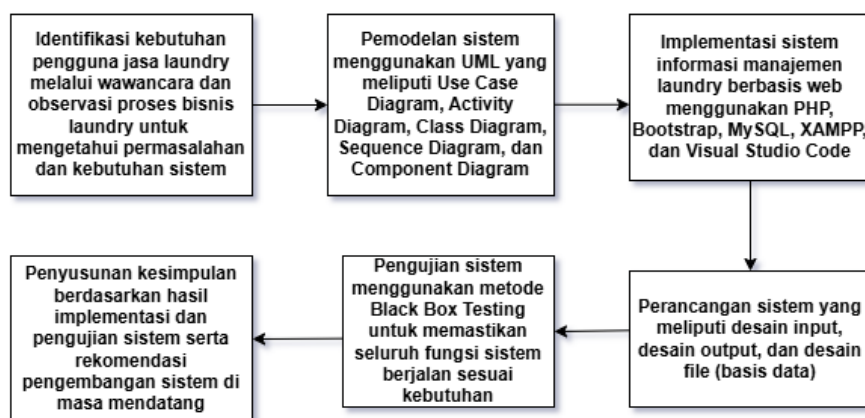 Identifikasi kebutuhan
pengguna jasa laundry
melalui wawancara dan
observasi proses bisnis
laundry untuk
mengetahui permasalahan
dan kebutuhan sistem
Pemodelan sistem
menggunakan UML yang
meliputi Use Case
Diagram, Activity
Diagram, Class Diagram,
Sequence Diagram, dan
Component Diagram
Implementasi sistem
informasi manajemen
laundry berbasis web
menggunakan PHP,
Bootstrap, MySQL, XAMPP,
dan Visual Studio Code
Perancangan sistem yang
meliputi desain input,
desain output, dan desain
file (basis data)
Pengujian sistem
menggunakan metode
Black Box Testing
untuk memastikan
seluruh fungsi sistem
berjalan sesuai
kebutuhan
Penyusunan kesimpulan
berdasarkan hasil
implementasi dan
pengujian sistem serta
rekomendasi
pengembangan sistem di
masa mendatang